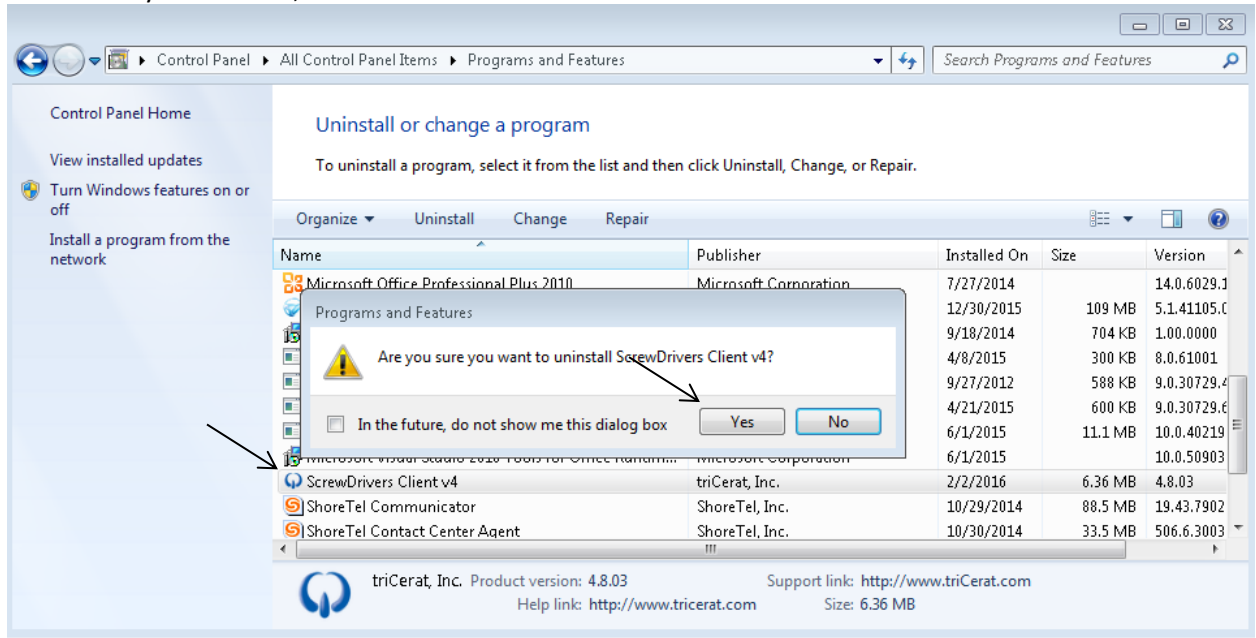 Control Panel ▸ All Control Panel Items ▸ Programs and Features
Search Programs and Features
Control Panel Home
View installed updates
Turn Windows features on or
off
Install a program from the
network
Uninstall or change a program
To uninstall a program, select it from the list and then click Uninstall, Change, or Repair.
Organize Uninstall Change Repair
Name Publisher Installed On Size Version
Microsoft Office Professional Plus 2010 Microsoft Corporation 7/27/2014 14.0.6029.1
12/30/2015 109 MB 5.1.41105.0
9/18/2014 704 KB 1.00.0000
4/8/2015 300 KB 8.0.61001
9/27/2012 588 KB 9.0.30729.4
4/21/2015 600 KB 9.0.30729.6
6/1/2015 11.1 MB 10.0.40219
Microsoft Visual Studio 2010 Tools for Office Runtim... Microsoft Corporation 6/1/2015 10.0.50903
Programs and Features
Are you sure you want to uninstall ScrewDrivers Client v4?
In the future, do not show me this dialog box Yes No
ScrewDrivers Client v4 triCerat, Inc. 2/2/2016 6.36 MB 4.8.03
ShoreTel Communicator ShoreTel, Inc. 10/29/2014 88.5 MB 19.43.7902
ShoreTel Contact Center Agent ShoreTel, Inc. 10/30/2014 33.5 MB 506.6.3003
triCerat, Inc. Product version: 4.8.03 Support link: http://www.triCerat.com
Help link: http://www.tricerat.com Size: 6.36 MB